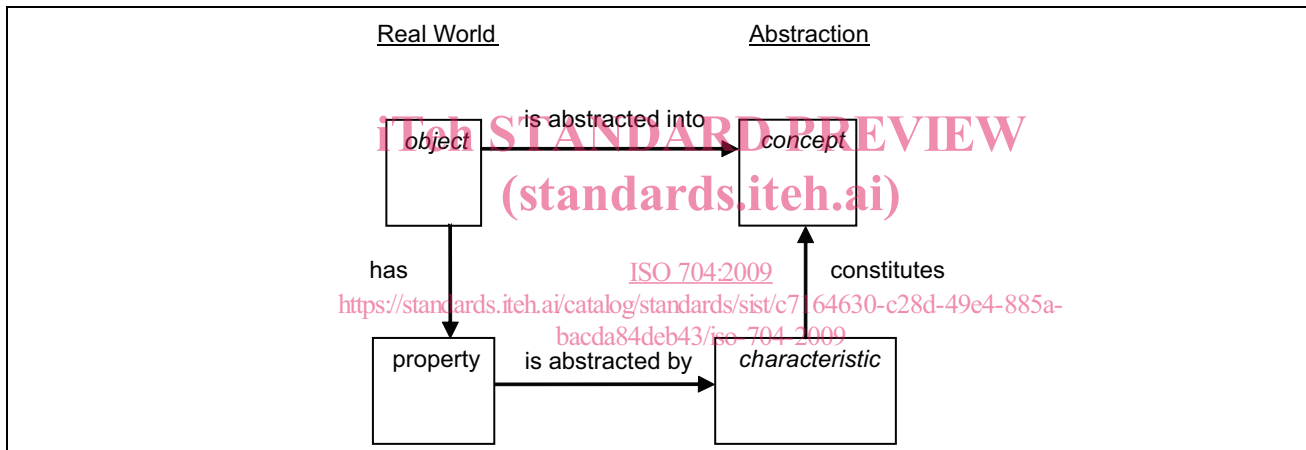 Real World Abstraction
is abstracted into
iTeh STANDARD PREVIEW
object concept
(standards.iteh.ai)
has ISO 704:2009 constitutes
https://standards.iteh.ai/catalog/standards/sist/c7164630-c28d-49e4-885a-
bacda84deb43/iso-704-2009
property is abstracted by characteristic